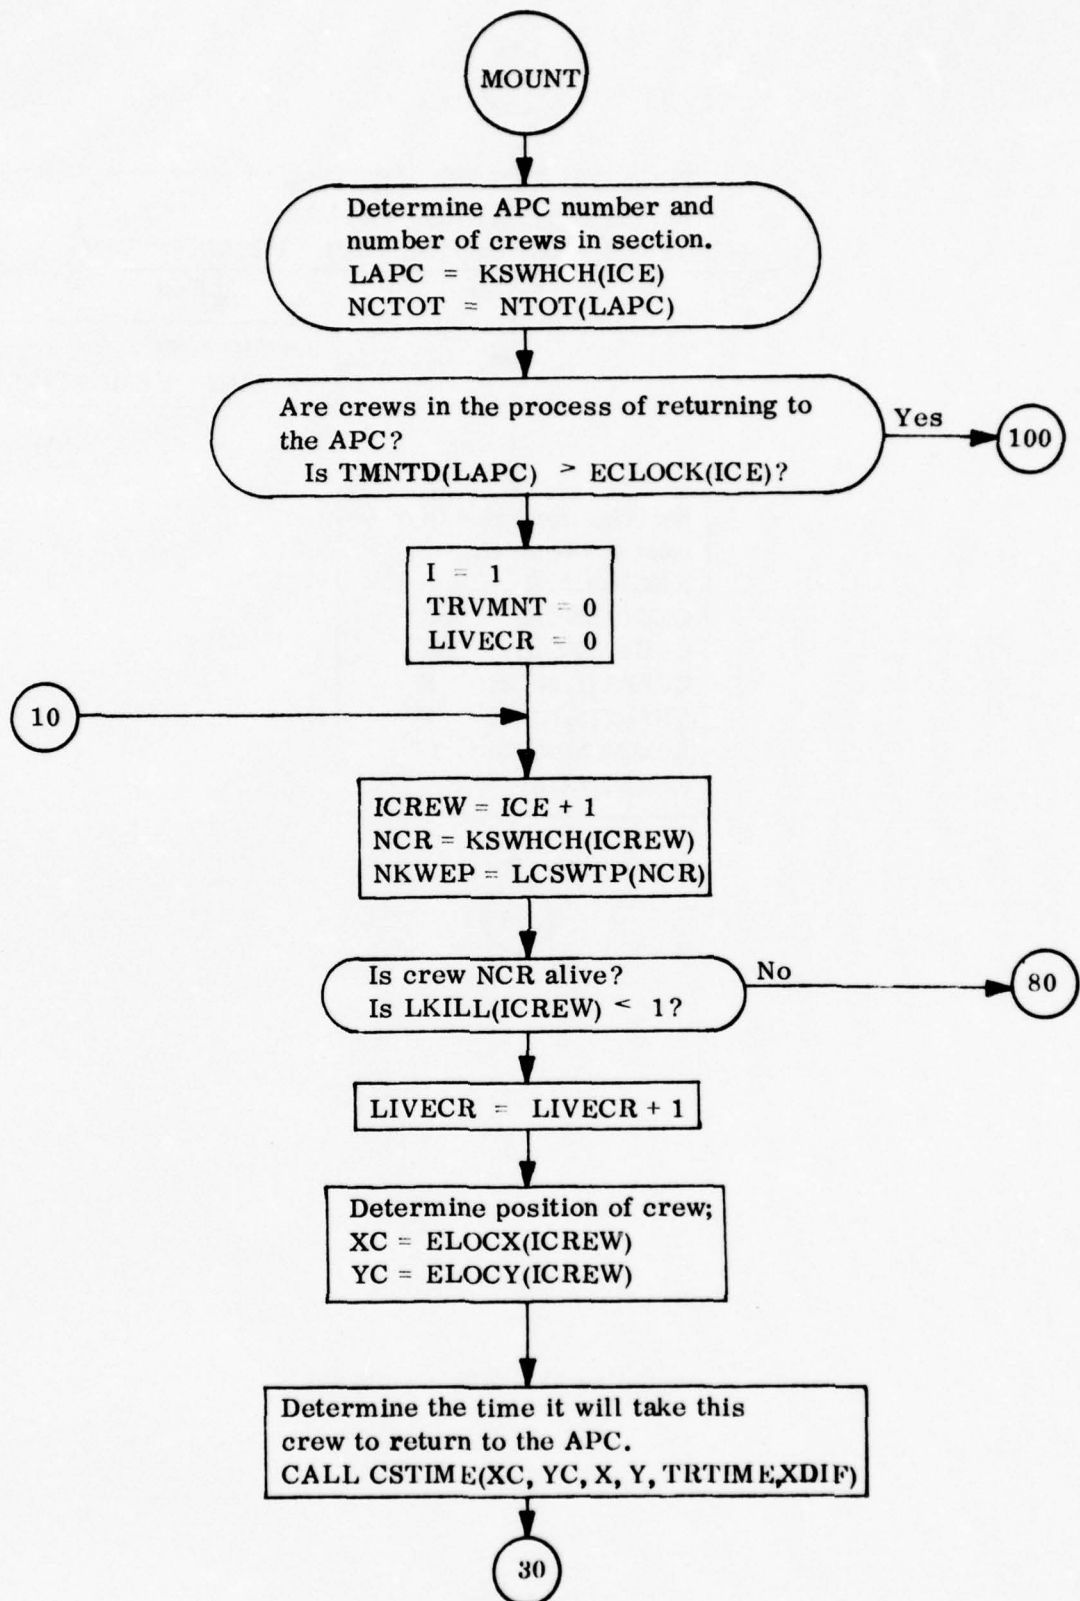 MOUNT
Determine APC number and
number of crews in section.
LAPC = KSWHCH(ICE)
NCTOT = NTOT(LAPC)
Are crews in the process of returning to
the APC?
Is TMNTD(LAPC) > ECLOCK(ICE)?
Yes
100
I = 1
TRVMNT = 0
LIVECR = 0
10
ICREW = ICE + 1
NCR = KSWHCH(ICREW)
NKWEP = LCSWTP(NCR)
Is crew NCR alive?
Is LKILL(ICREW) < 1?
No
80
LIVECR = LIVECR + 1
Determine position of crew;
XC = ELOCX(ICREW)
YC = ELOCY(ICREW)
Determine the time it will take this
crew to return to the APC.
CALL CSTIME(XC, YC, X, Y, TRTIME,XDIF)
30